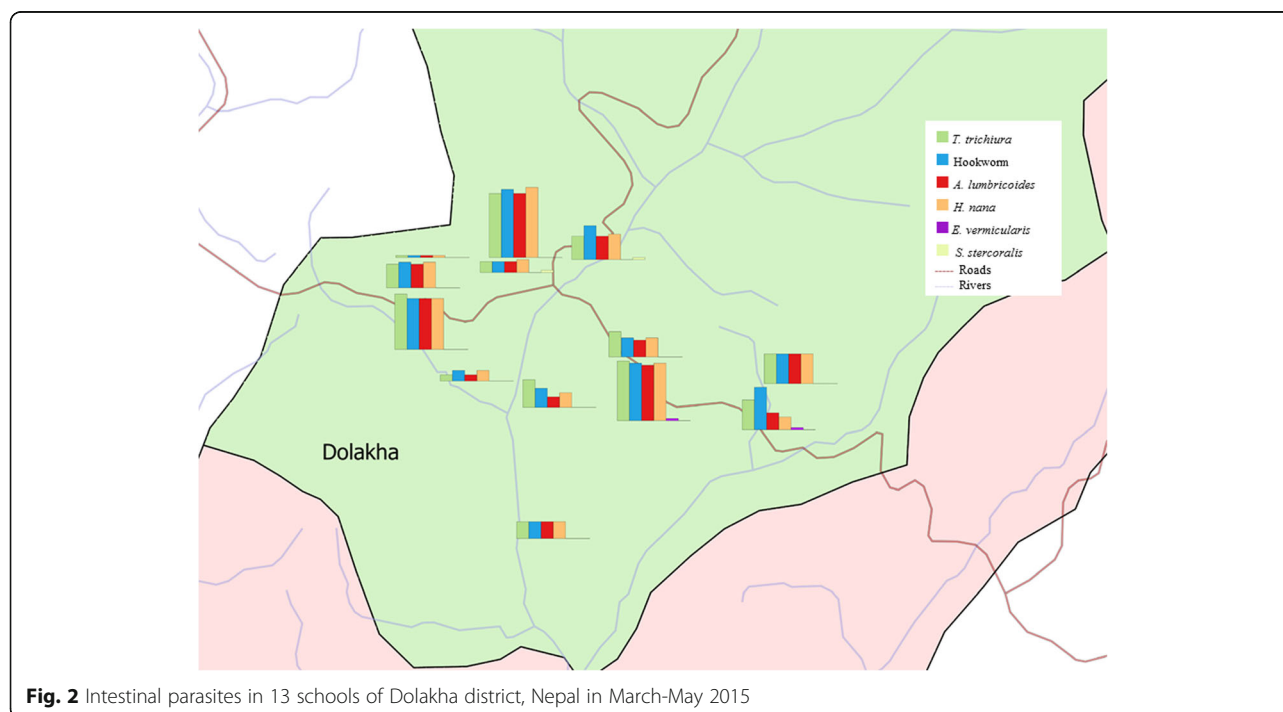 T. trichiura
Hookworm
A. lumbricoides
H. nana
E. vermicularis
S. stercoralis
Roads
Rivers
Dolakha
Fig. 2 Intestinal parasites in 13 schools of Dolakha district, Nepal in March-May 2015